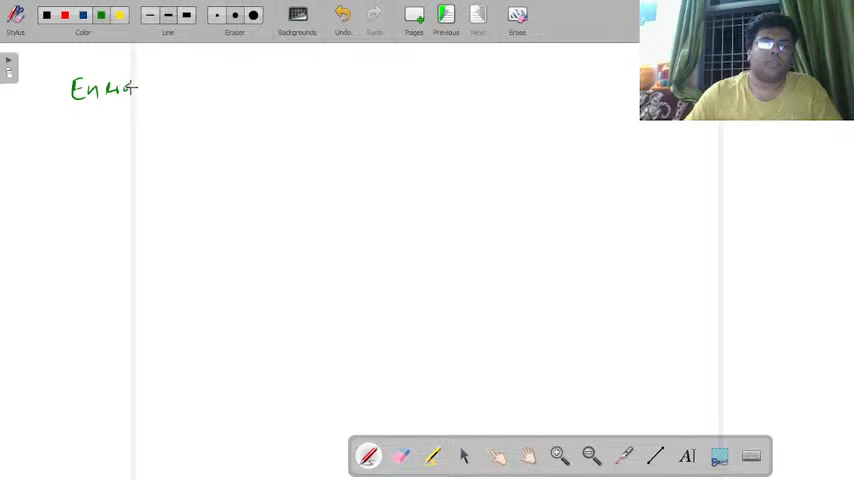 Stylus
Color
Line
Eraser
Backgrounds
Undo
Redo
Pages
Previous
Next
Erase